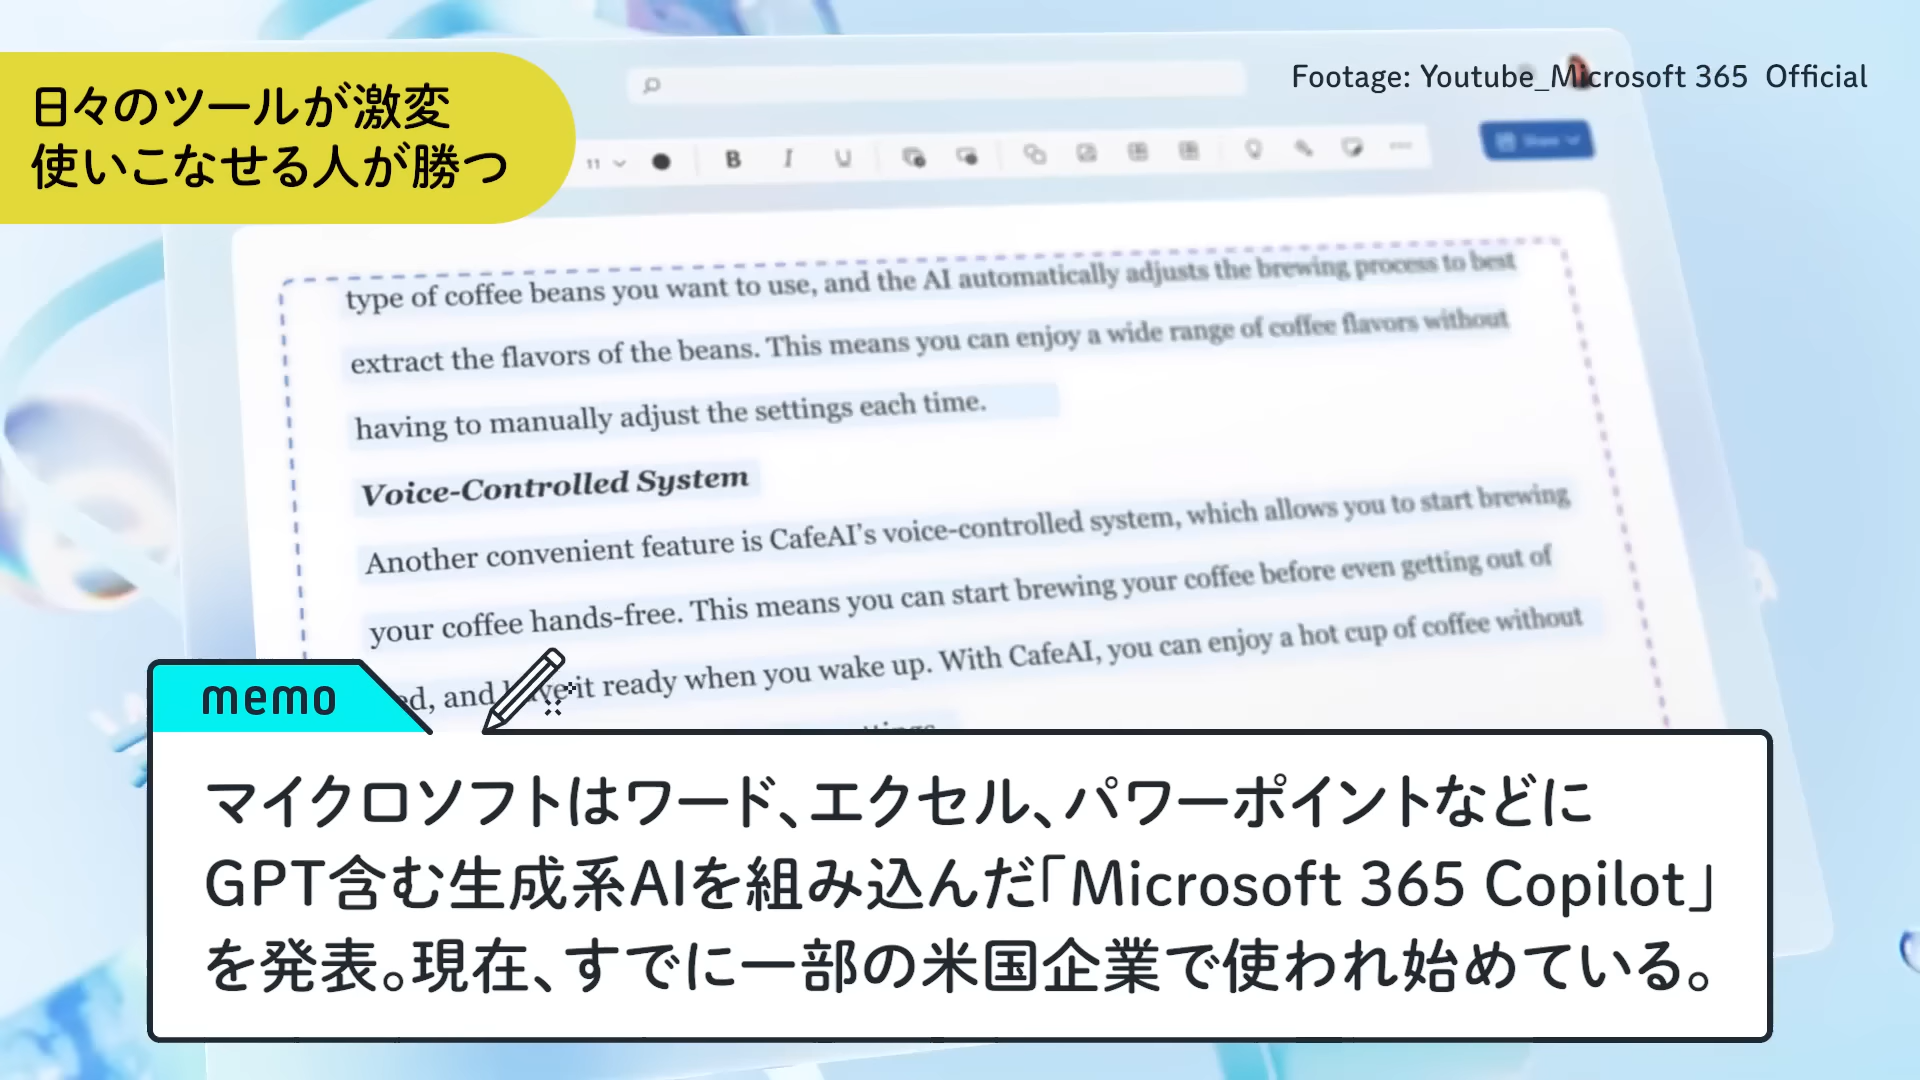 日々のツールが激変
使いこなせる人が勝つ
Footage: Youtube_Microsoft 365 Official
11
B I U
Share
type of coffee beans you want to use, and the AI automatically adjusts the brewing process to best
extract the flavors of the beans. This means you can enjoy a wide range of coffee flavors without
having to manually adjust the settings each time.
Voice-Controlled System
Another convenient feature is CafeAI's voice-controlled system, which allows you to start brewing
your coffee hands-free. This means you can start brewing your coffee before even getting out of
and it ready when you wake up. With CafeAI, you can enjoy a hot cup of coffee without
memo
マイクロソフトはワード、エクセル、パワーポイントなどに
GPT含む生成系AIを組み込んだ「Microsoft 365 Copilot」
を発表。現在、すでに一部の米国企業で使われ始めている。